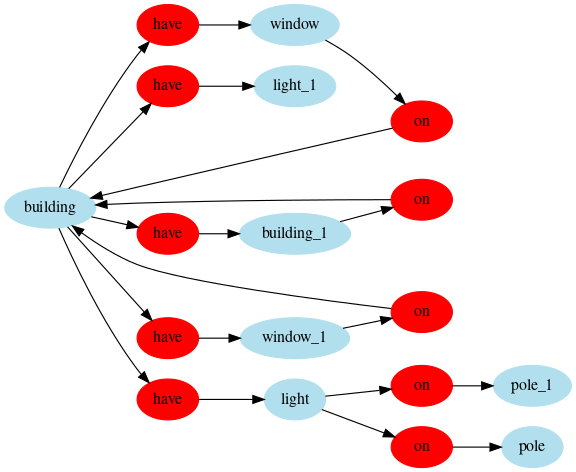 have
window
have
light_1
on
building
on
have
building_1
on
have
window_1
on
pole_1
have
light
on
pole